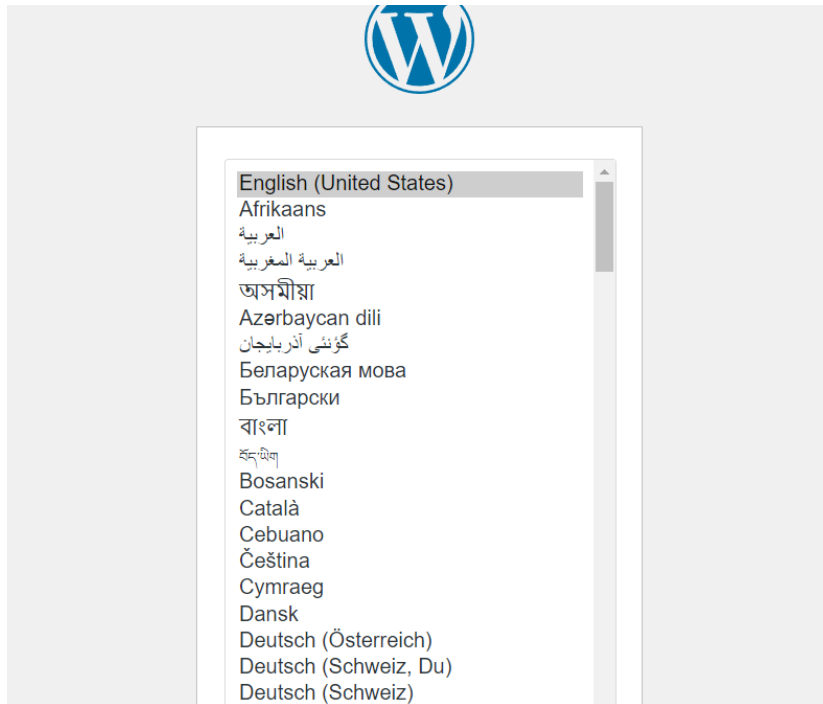 English (United States)
Afrikaans
العربية
العربية المغربية
অসমীয়া
Azərbaycan dili
گؤنئی آذربایجان
Беларуская мова
Български
বাংলা
བོད་ཡིག
Bosanski
Català
Cebuano
Čeština
Cymraeg
Dansk
Deutsch (Österreich)
Deutsch (Schweiz, Du)
Deutsch (Schweiz)